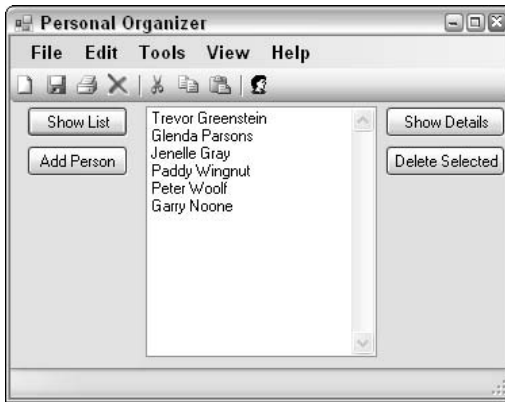 Personal Organizer
File Edit Tools View Help
Show List
Add Person
Trevor Greenstein
Glenda Parsons
Jenelle Gray
Paddy Wingnut
Peter Woolf
Garry Noone
Show Details
Delete Selected